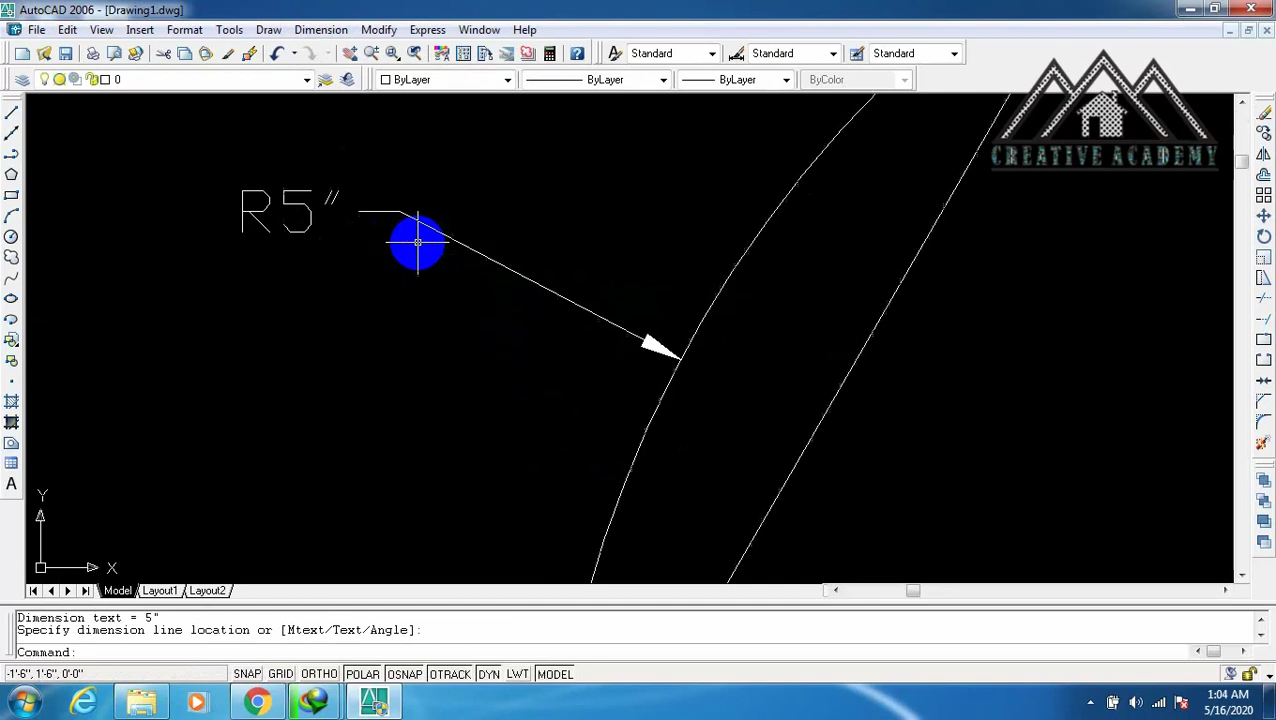 AutoCAD 2006 - [Drawing1.dwg]
File Edit View Insert Format Tools Draw Dimension Modify Express Window Help
Standard Standard Standard
0 ByLayer ByLayer ByLayer ByColor
CREATIVE ACADEMY
R5"
Y
X
Model Layout1 Layout2
Dimension text = 5"
Specify dimension line location or [Mtext/Text/Angle]:
Command:
-1'-6", 1'-6", 0'-0" SNAP GRID ORTHO POLAR OSNAP OTRACK DYN LWT MODEL
1:04 AM
5/16/2020